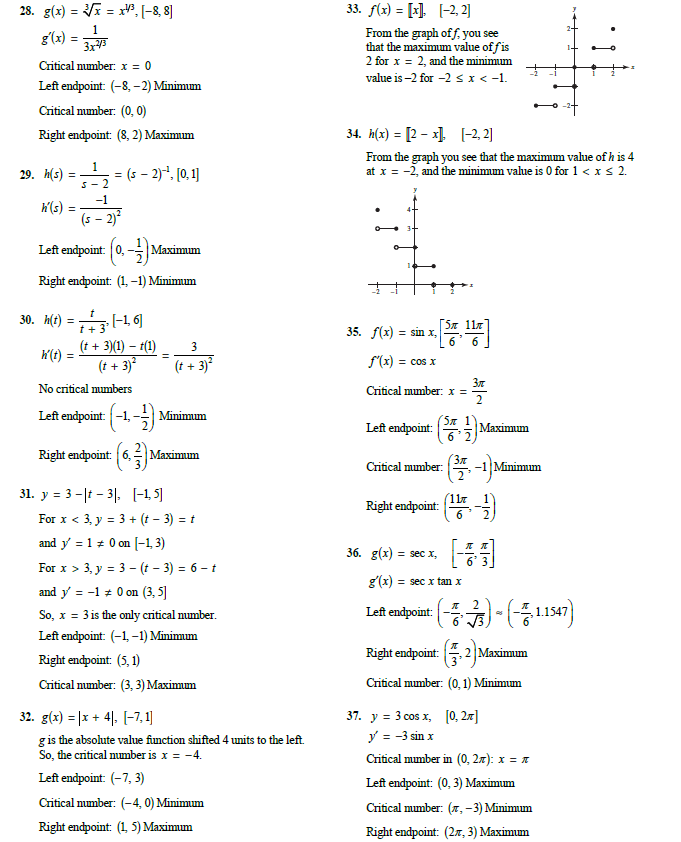 28. g(x) = ∛x = x^{1/3}, [−8, 8]
g′(x) = 1/(3x^{2/3})
Critical number: x = 0
Left endpoint: (−8, −2) Minimum
Critical number: (0, 0)
Right endpoint: (8, 2) Maximum
29. h(s) = 1/(s − 2) = (s − 2)^{−1}, [0, 1]
h′(s) = −1/(s − 2)²
Left endpoint: (0, −1/2) Maximum
Right endpoint: (1, −1) Minimum
30. h(t) = t/(t + 3), [−1, 6]
h′(t) = ((t + 3)(1) − t(1))/(t + 3)² = 3/(t + 3)²
No critical numbers
Left endpoint: (−1, −1/2) Minimum
Right endpoint: (6, 2/3) Maximum
31. y = 3 − |t − 3|, [−1, 5]
For x < 3, y = 3 + (t − 3) = t
and y′ = 1 ≠ 0 on [−1, 3)
For x > 3, y = 3 − (t − 3) = 6 − t
and y′ = −1 ≠ 0 on (3, 5]
So, x = 3 is the only critical number.
Left endpoint: (−1, −1) Minimum
Right endpoint: (5, 1)
Critical number: (3, 3) Maximum
32. g(x) = |x + 4|, [−7, 1]
g is the absolute value function shifted 4 units to the left.
So, the critical number is x = −4.
Left endpoint: (−7, 3)
Critical number: (−4, 0) Minimum
Right endpoint: (1, 5) Maximum
33. f(x) = ⟦x⟧, [−2, 2]
From the graph of f, you see
that the maximum value of f is
2 for x = 2, and the minimum
value is −2 for −2 ≤ x < −1.
y
2
1
−2 −1 1 2 x
−2
34. h(x) = ⟦2 − x⟧, [−2, 2]
From the graph you see that the maximum value of h is 4
at x = −2, and the minimum value is 0 for 1 < x ≤ 2.
y
4
3
1
−2 −1 1 2 x
35. f(x) = sin x, [5π/6, 11π/6]
f′(x) = cos x
Critical number: x = 3π/2
Left endpoint: (5π/6, 1/2) Maximum
Critical number: (3π/2, −1) Minimum
Right endpoint: (11π/6, −1/2)
36. g(x) = sec x, [−π/6, π/3]
g′(x) = sec x tan x
Left endpoint: (−π/6, 2/√3) ≈ (−π/6, 1.1547)
Right endpoint: (π/3, 2) Maximum
Critical number: (0, 1) Minimum
37. y = 3 cos x, [0, 2π]
y′ = −3 sin x
Critical number in (0, 2π): x = π
Left endpoint: (0, 3) Maximum
Critical number: (π, −3) Minimum
Right endpoint: (2π, 3) Maximum